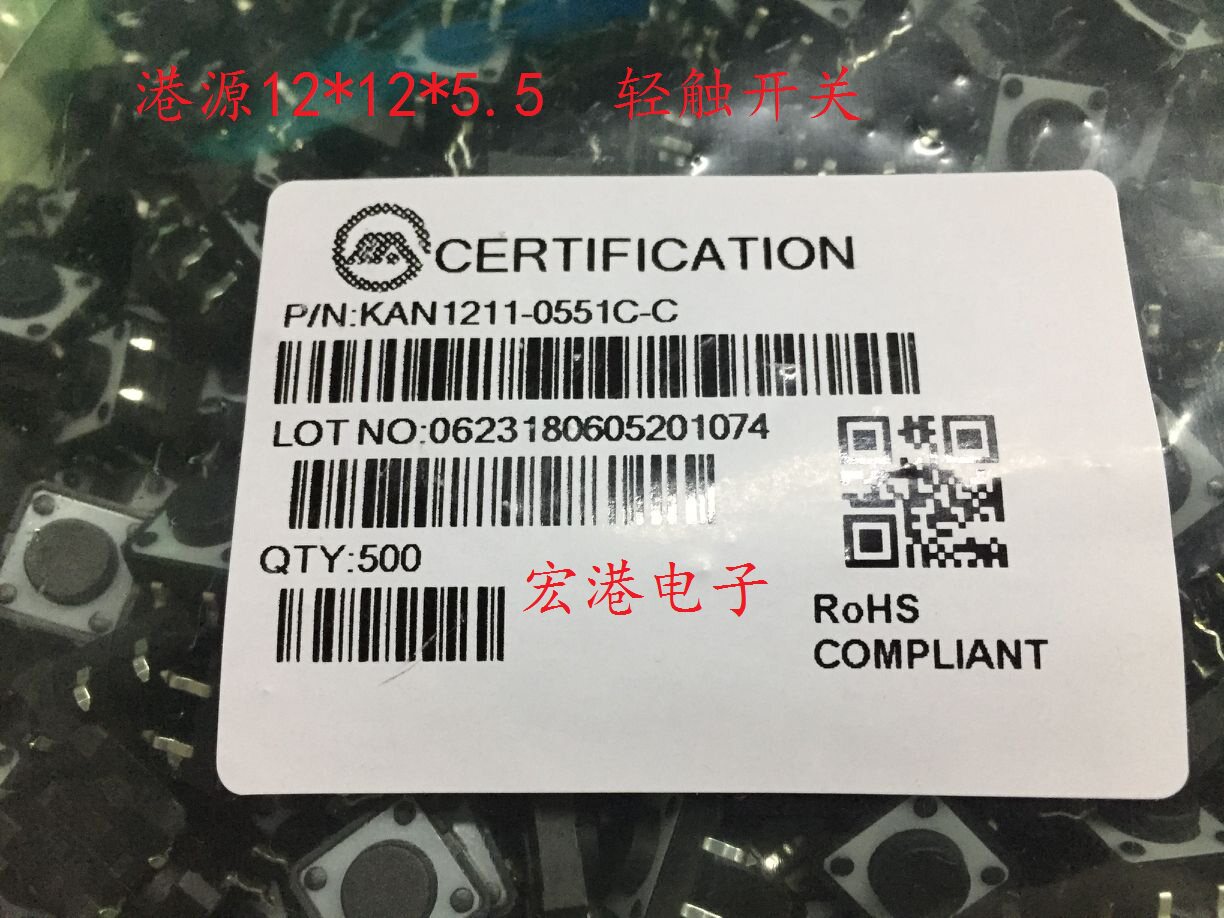 港源12*12*5.5 轻触开关
CERTIFICATION
P/N:KAN1211-0551C-C
LOT NO:0623180605201074
QTY:500
宏港电子
RoHS
COMPLIANT